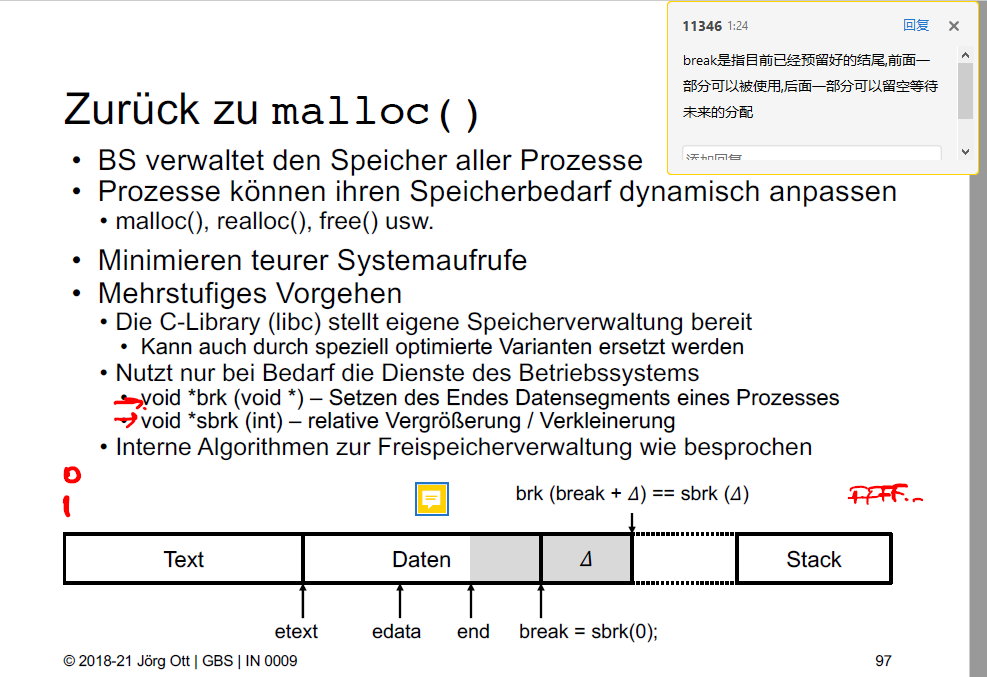 11346 1:24 回复
break是指目前已经预留好的结尾,前面一
部分可以被使用,后面一部分可以留空等待
未来的分配
添加回复
Zurück zu malloc()
• BS verwaltet den Speicher aller Prozesse
• Prozesse können ihren Speicherbedarf dynamisch anpassen
• malloc(), realloc(), free() usw.
• Minimieren teurer Systemaufrufe
• Mehrstufiges Vorgehen
• Die C-Library (libc) stellt eigene Speicherverwaltung bereit
• Kann auch durch speziell optimierte Varianten ersetzt werden
• Nutzt nur bei Bedarf die Dienste des Betriebssystems
• void *brk (void *) – Setzen des Endes Datensegments eines Prozesses
• void *sbrk (int) – relative Vergrößerung / Verkleinerung
• Interne Algorithmen zur Freispeicherverwaltung wie besprochen
0
1
brk (break + Δ) == sbrk (Δ)
Text Daten Δ Stack
etext edata end break = sbrk(0);
© 2018-21 Jörg Ott | GBS | IN 0009 97